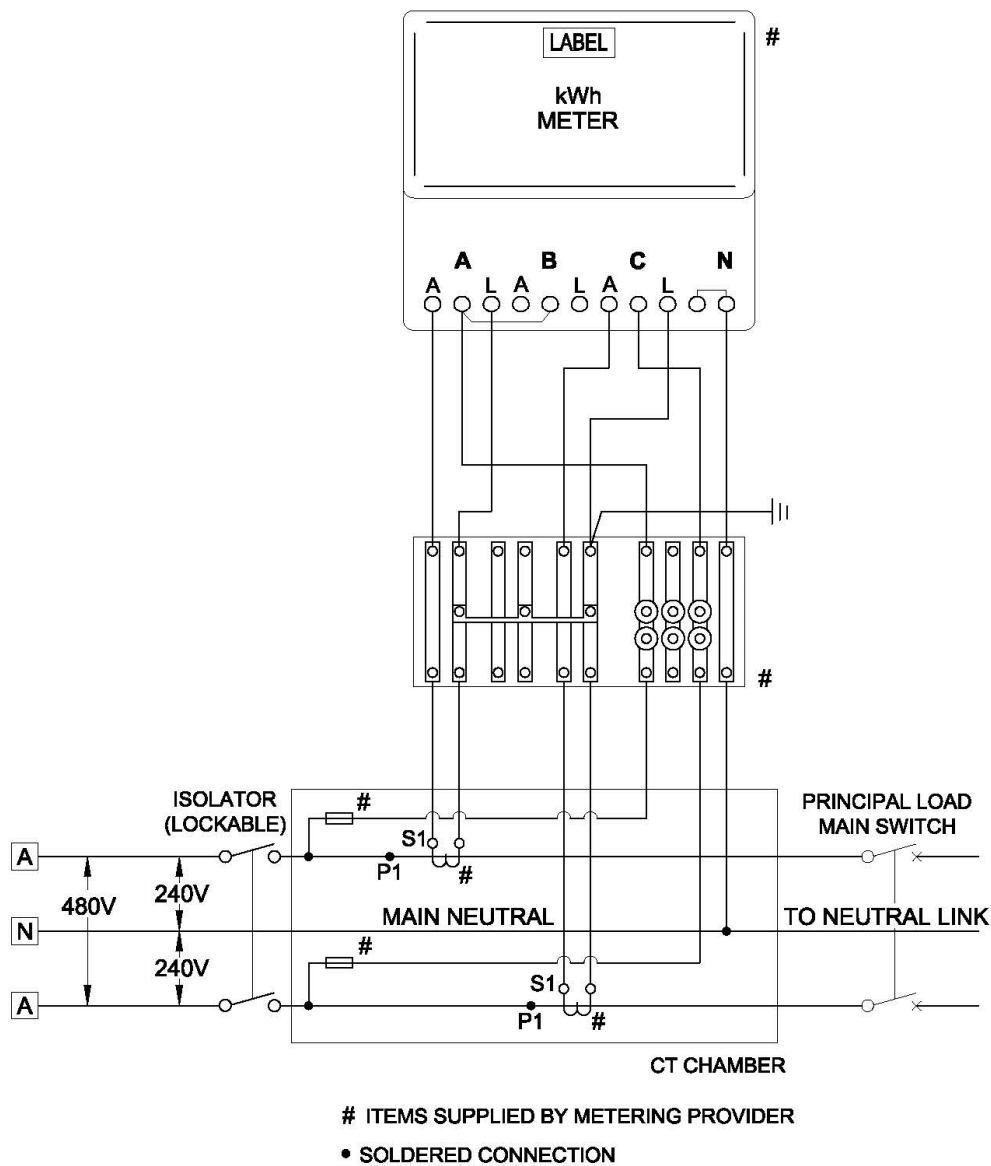 LABEL
#
kWh
METER
A B C N
A L A L A L
#
ISOLATOR
(LOCKABLE)
#
PRINCIPAL LOAD
MAIN SWITCH
S1
A
P1
#
480V
240V
N
MAIN NEUTRAL
TO NEUTRAL LINK
240V
#
S1
A
P1
#
CT CHAMBER
# ITEMS SUPPLIED BY METERING PROVIDER
• SOLDERED CONNECTION